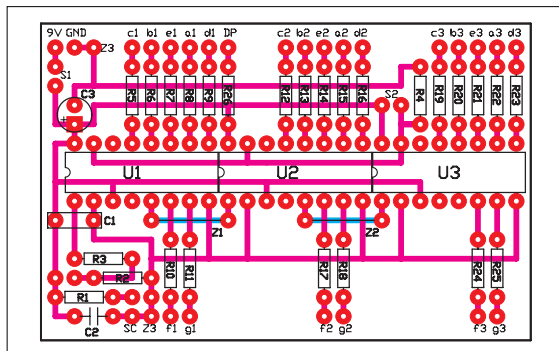 9V GND Z3 c1 b1 e1 a1 d1 DP c2 b2 e2 a2 d2 c3 b3 e3 a3 d3
S1 S2
C3 R5 R6 R7 R8 R9 R26 R12 R13 R14 R15 R16 R4 R19 R20 R21 R22 R23
+
U1 U2 U3
C1 Z1 Z2
R3 R10 R11 R17 R18 R24 R25
R2
R1
C2 SC Z3 f1 g1 f2 g2 f3 g3